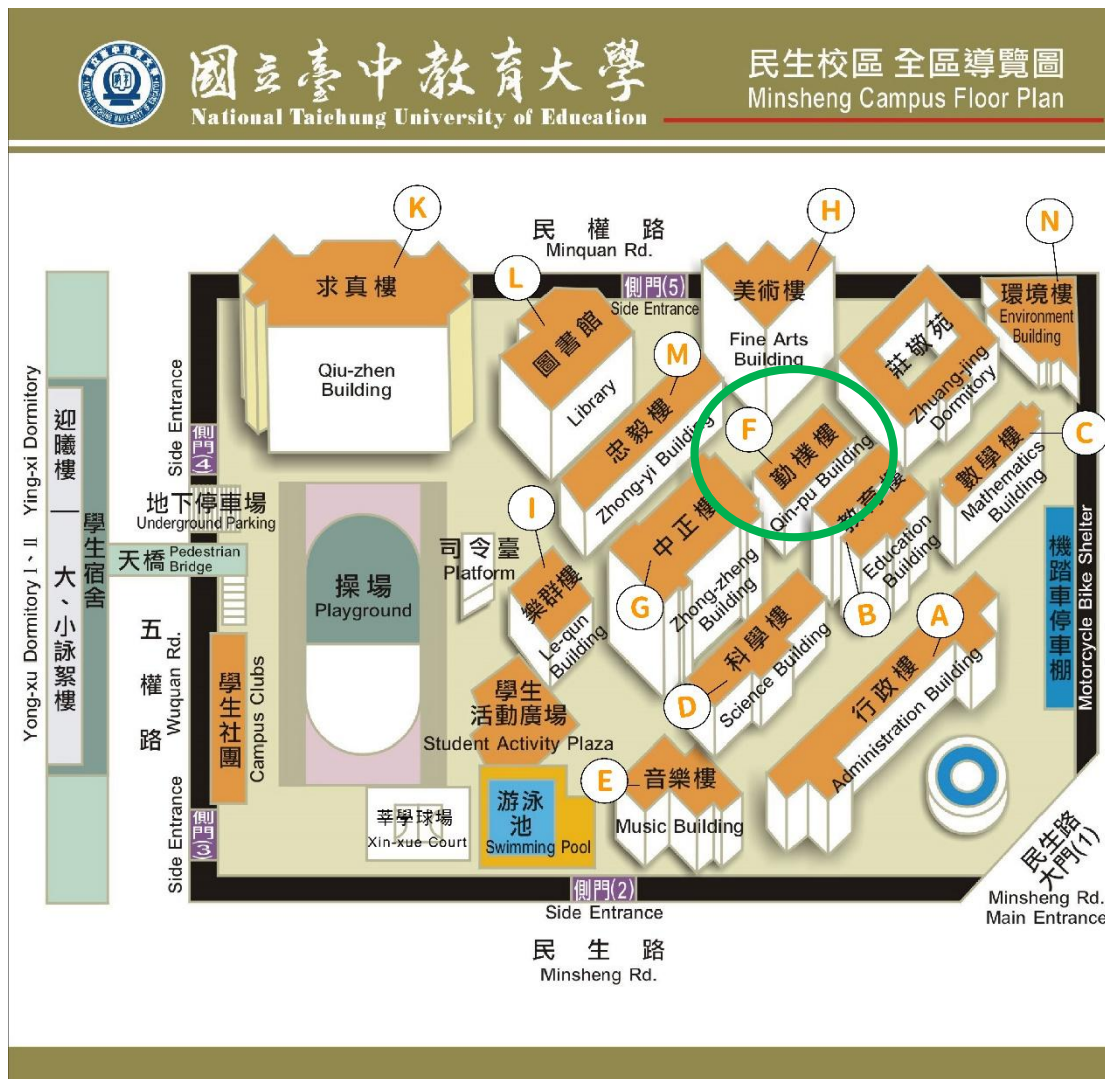 國立臺中教育大學
National Taichung University of Education
民生校區 全區導覽圖
Minsheng Campus Floor Plan
K
H
N
民權路
Minquan Rd.
L
求真樓
Qiu-zhen
Building
側門(5)
Side Entrance
美術樓
Fine Arts
Building
環境樓
Environment
Building
圖書館
Library
M
莊敬苑
Zhuang-jing
Dormitory
Side Entrance
側門(4)
忠毅樓
Zhong-yi Building
F
勤樸樓
Qin-pu Building
C
數學樓
Mathematics
Building
迎曦樓
Ying-xi Dormitory
大、小詠絮樓
Yong-xu Dormitory I、II
學生宿舍
地下停車場
Underground Parking
天橋
Pedestrian
Bridge
I
司令臺
Platform
中正樓
Zhong-zheng
Building
教育樓
Education
Building
機踏車停車棚
Motorcycle Bike Shelter
操場
Playground
樂群樓
Le-qun
Building
G
B
A
五權路
Wuquan Rd.
學生社團
Campus Clubs
科學樓
Science Building
D
行政樓
Administration Building
學生
活動廣場
Student Activity Plaza
E
音樂樓
Music Building
游泳
池
Swimming Pool
莘學球場
Xin-xue Court
側門(3)
Side Entrance
民生路
大門(1)
Minsheng Rd.
Main Entrance
側門(2)
Side Entrance
民生路
Minsheng Rd.